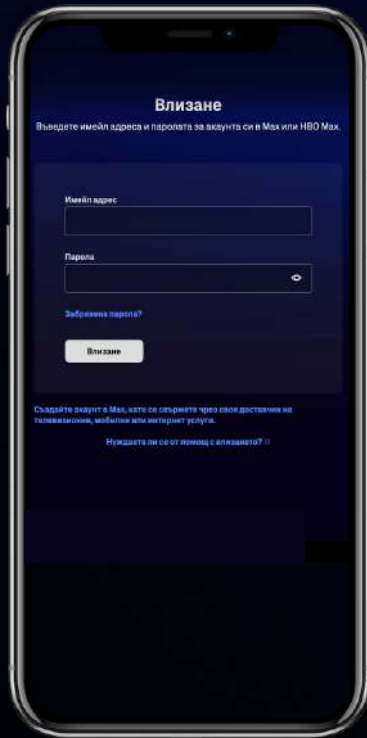 Влизане
Въведете имейл адреса и паролата за акаунта си в Max или HBO Max.
Имейл адрес
Парола
Забравена парола?
Влизане
Създайте акаунт в Max, като се свържете чрез своя доставчик на
телевизионни, мобилни или интернет услуги.
Нуждаете ли се от помощ с влизането?